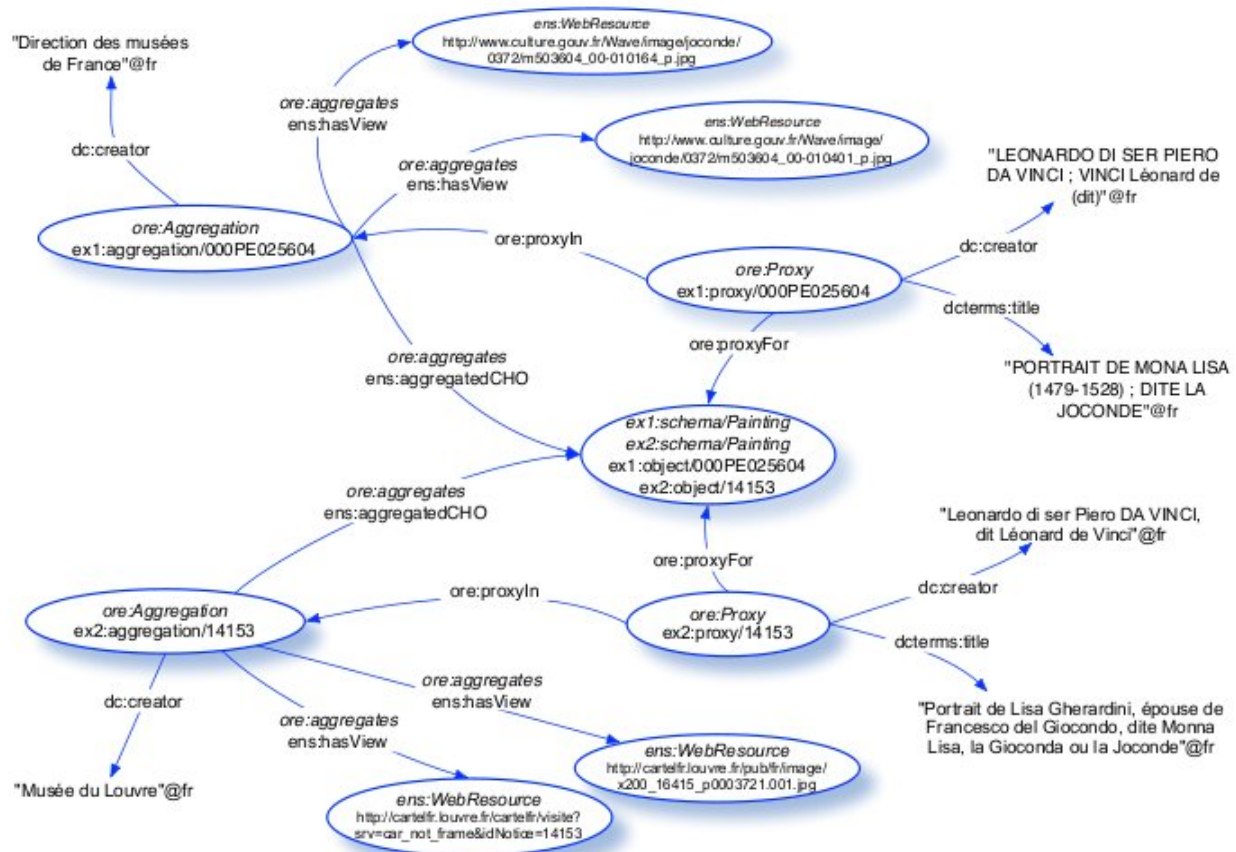 ens:WebResource
http://www.culture.gouv.fr/Wave/image/joconde/
0372/m503604_00-010164_p.jpg
"Direction des musées
de France"@fr
ore:aggregates
ens:hasView
ens:WebResource
http://www.culture.gouv.fr/Wave/image/
joconde/0372/m503604_00-010401_p.jpg
dc:creator
ore:aggregates
ens:hasView
"LEONARDO DI SER PIERO
DA VINCI ; VINCI Léonard de
(dit)"@fr
ore:Aggregation
ex1:aggregation/000PE025604
ore:proxyIn
dc:creator
ore:Proxy
ex1:proxy/000PE025604
dcterms:title
ore:proxyFor
ore:aggregates
ens:aggregatedCHO
"PORTRAIT DE MONA LISA
(1479-1528) ; DITE LA
JOCONDE"@fr
ex1:schema/Painting
ex2:schema/Painting
ex1:object/000PE025604
ex2:object/14153
ore:aggregates
ens:aggregatedCHO
"Leonardo di ser Piero DA VINCI,
dit Léonard de Vinci"@fr
ore:proxyFor
ore:proxyIn
dc:creator
ore:Aggregation
ex2:aggregation/14153
ore:Proxy
ex2:proxy/14153
dcterms:title
ore:aggregates
ens:hasView
dc:creator
ore:aggregates
ens:hasView
"Portrait de Lisa Gherardini, épouse de
Francesco del Giocondo, dite Monna
Lisa, la Gioconda ou la Joconde"@fr
ens:WebResource
http://cartelfr.louvre.fr/pub/fr/image/
x200_16415_p0003721.001.jpg
"Musée du Louvre"@fr
ens:WebResource
http://cartelfr.louvre.fr/cartelfr/visite?
srv=car_not_frame&idNotice=14153